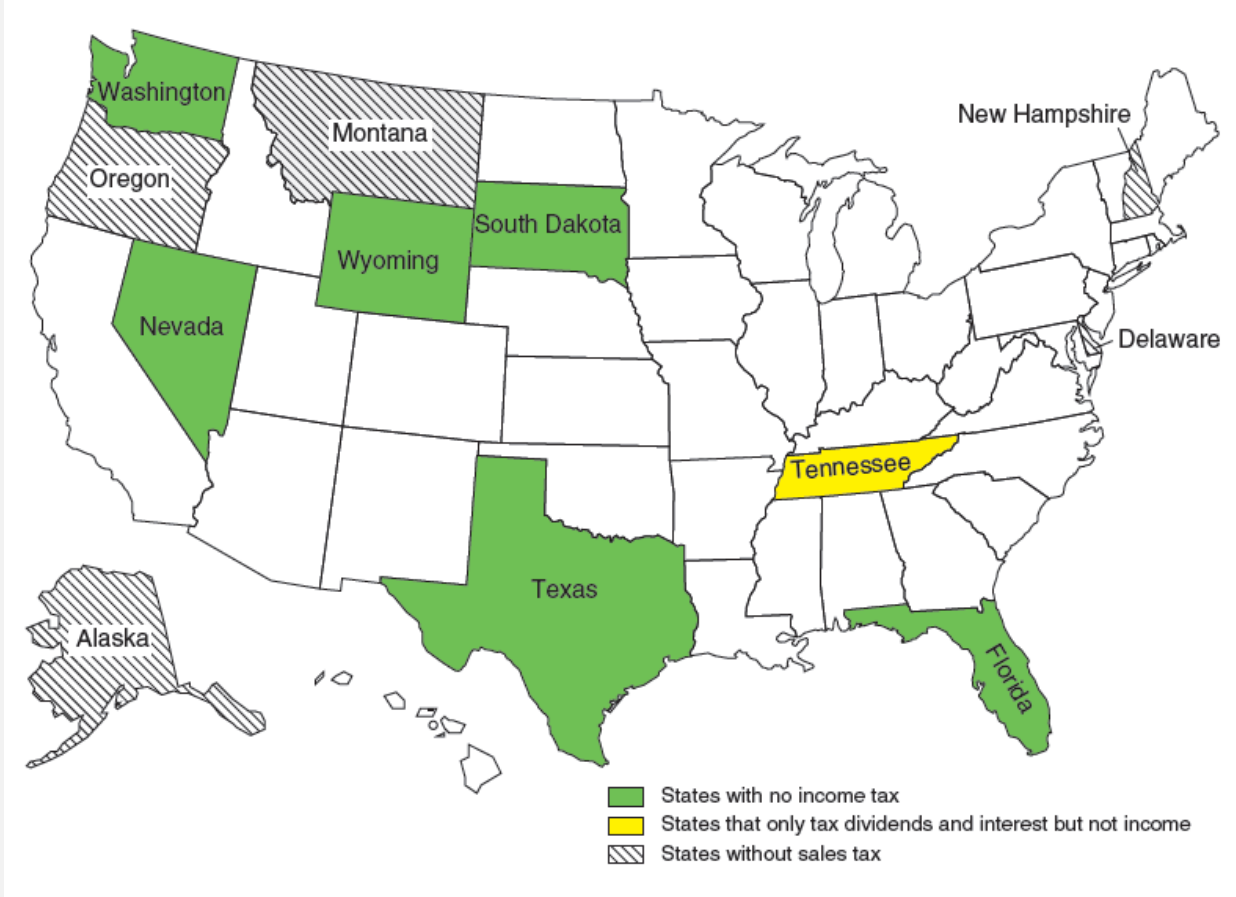 Washington
Montana
New Hampshire
Oregon
South Dakota
Wyoming
Nevada
Delaware
Tennessee
Texas
Alaska
Florida
States with no income tax
States that only tax dividends and interest but not income
States without sales tax